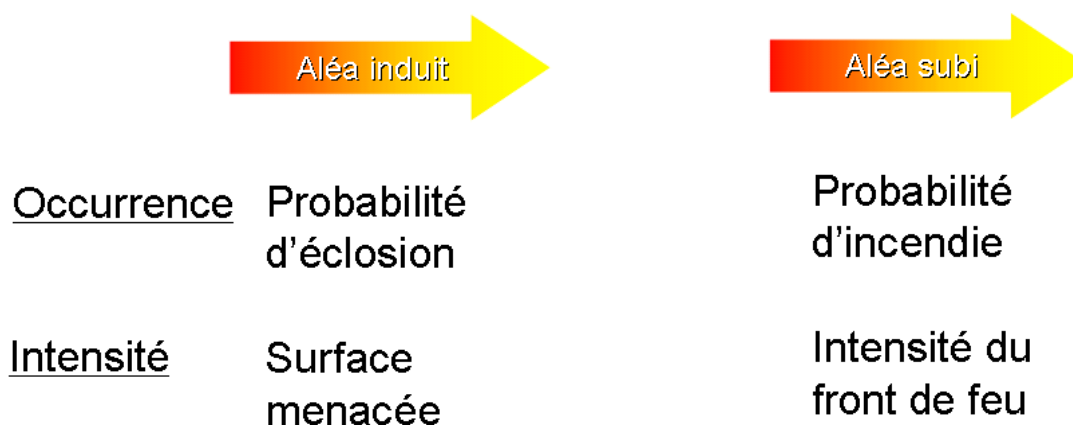 Aléa induit
Aléa subi
Occurrence
Probabilité
d'éclosion
Probabilité
d'incendie
Intensité
Surface
menacée
Intensité du
front de feu